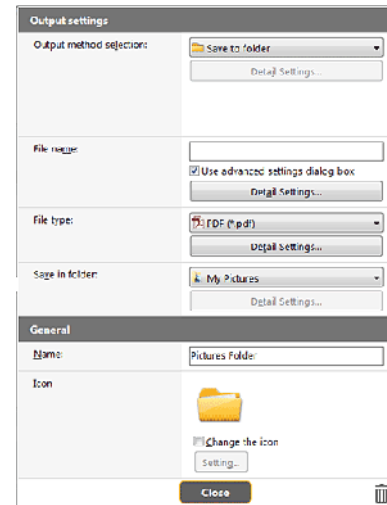 Output settings
Output method selection:
Save to folder
Detail Settings...
File name:
Use advanced settings dialog box
Detail Settings...
File type:
PDF (*.pdf)
Detail Settings...
Save in folder:
My Pictures
Detail Settings...
General
Name:
Pictures Folder
Icon
Change the icon
Setting...
Close